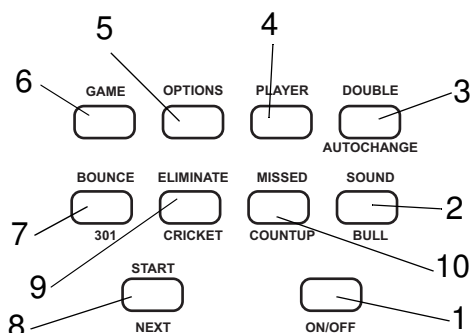 5
4
6
GAME
OPTIONS
PLAYER
DOUBLE
3
AUTOCHANGE
BOUNCE
ELIMINATE
MISSED
SOUND
2
7
301
CRICKET
COUNTUP
BULL
9
10
START
8
NEXT
ON/OFF
1